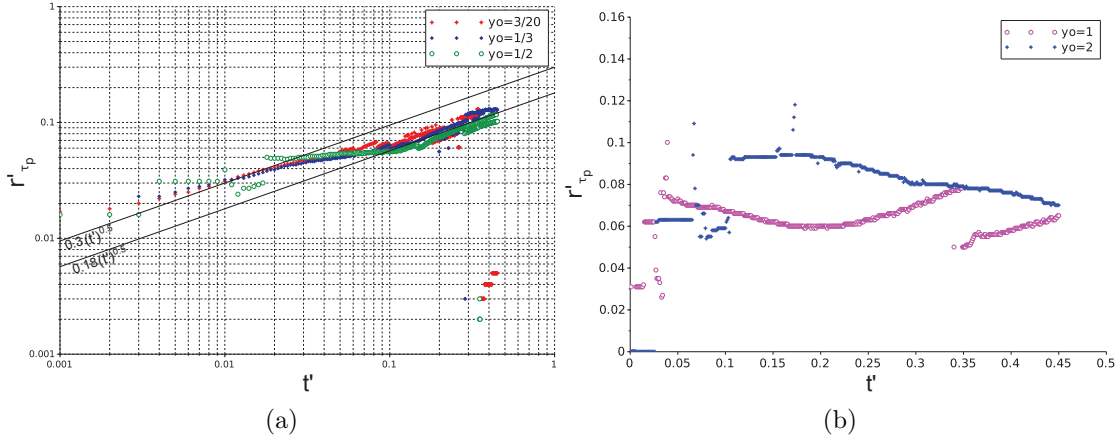 1
0.1
0.01
0.001
0.001
0.01
0.1
1
r'τp
t'
yo=3/20
yo=1/3
yo=1/2
0.3(t')^0.5
0.18(t')^0.5
(a)
0.16
0.14
0.12
0.1
0.08
0.06
0.04
0.02
0
0
0.05
0.1
0.15
0.2
0.25
0.3
0.35
0.4
0.45
0.5
r'τp
t'
yo=1
yo=2
(b)